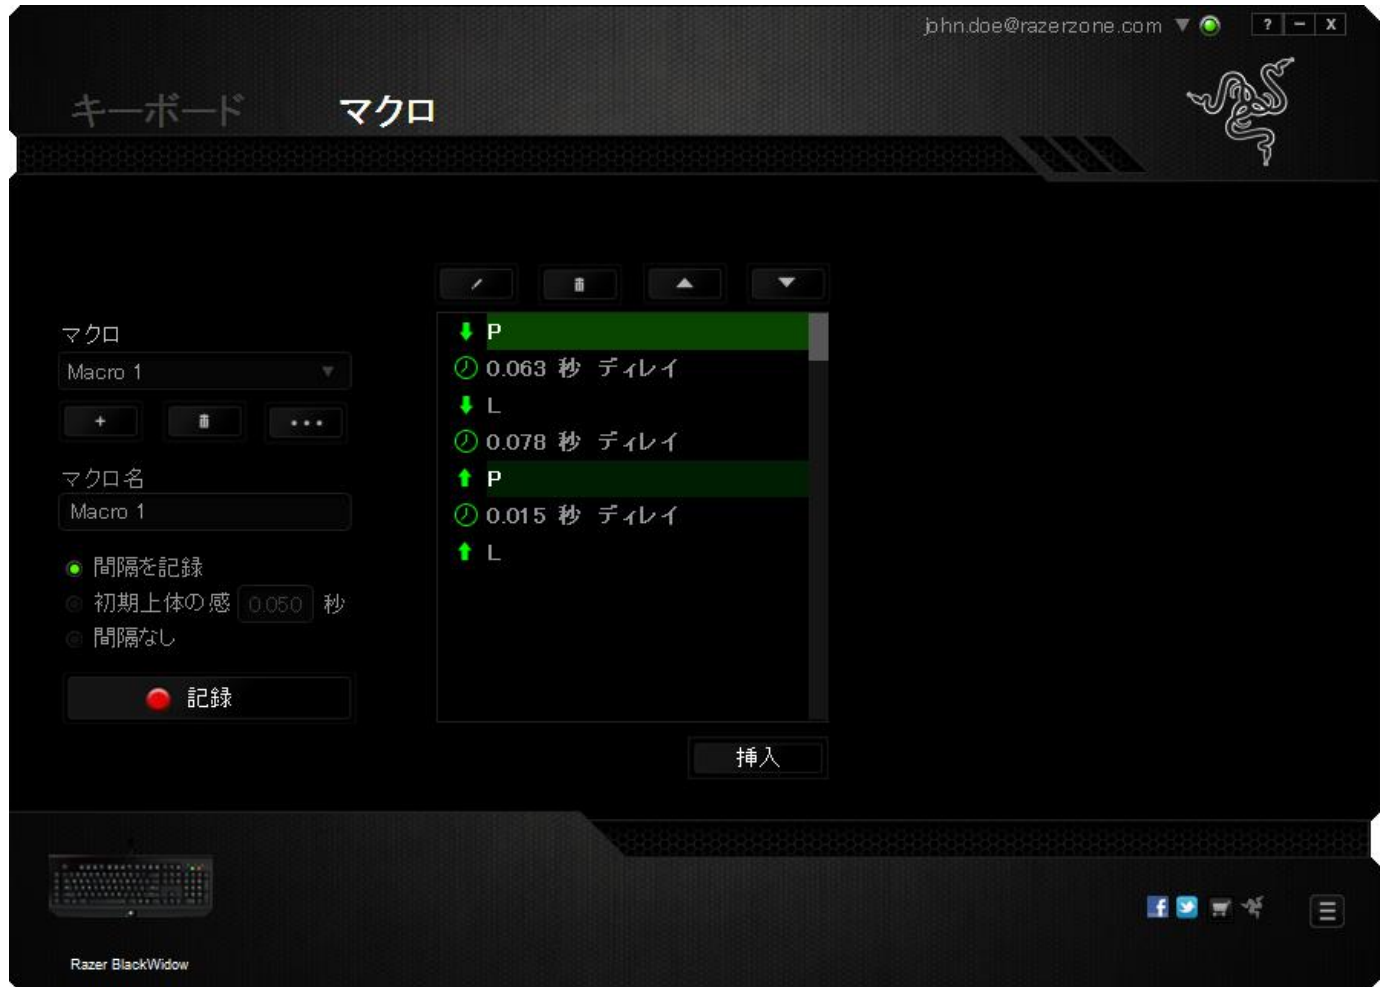 john.doe@razerzone.com
? - X
キーボード マクロ
マクロ
Macro 1
マクロ名
Macro 1
間隔を記録
初期上体の感 0.050 秒
間隔なし
記録
P
0.063 秒 ディレイ
L
0.078 秒 ディレイ
P
0.015 秒 ディレイ
L
挿入
Razer BlackWidow